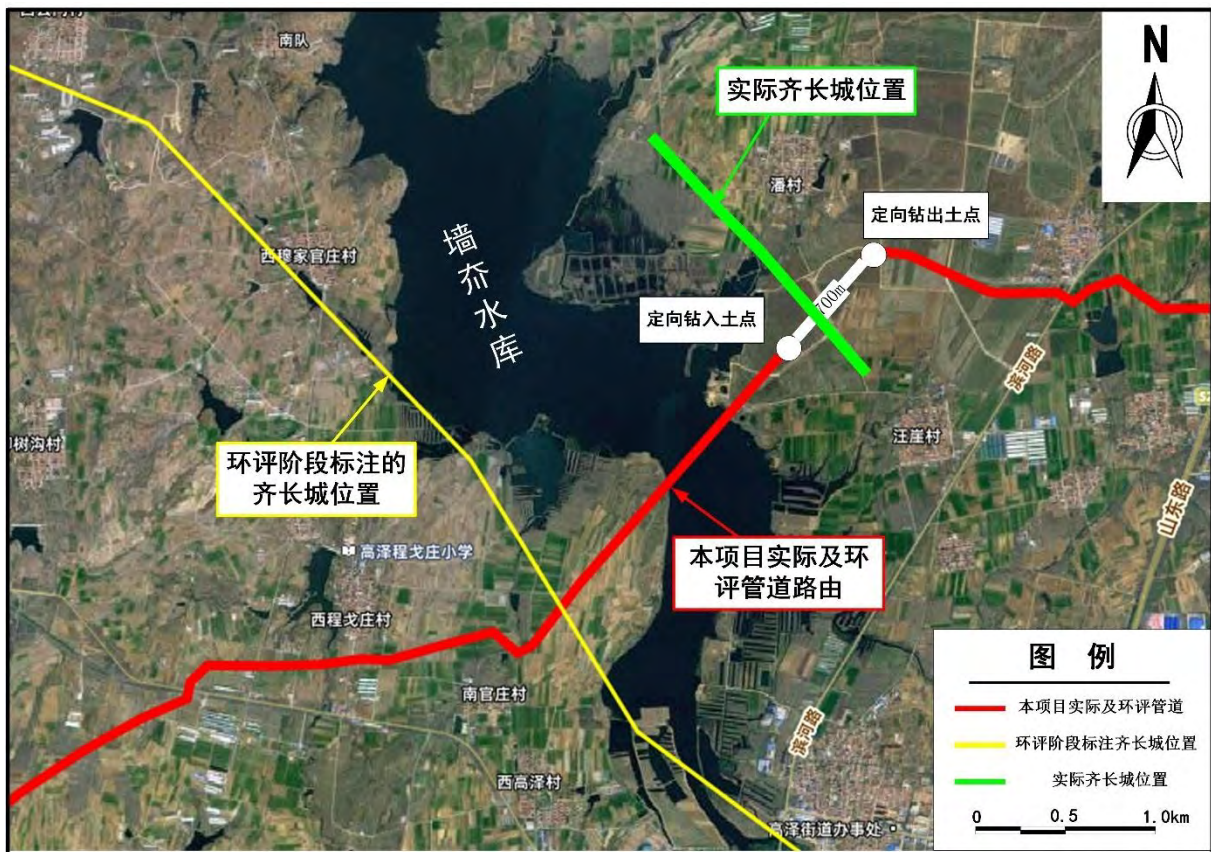 南队
N
实际齐长城位置
潘村
定向钻出土点
西穆家官庄村
墙夼水库
700m
定向钻入土点
滨河路
环评阶段标注的
齐长城位置
汪崖村
山东路
高泽程戈庄小学
本项目实际及环
评管道路由
西程戈庄村
南官庄村
滨河路
西高泽村
高泽街道办事处
图 例
本项目实际及环评管道
环评阶段标注齐长城位置
实际齐长城位置
0 0.5 1.0km